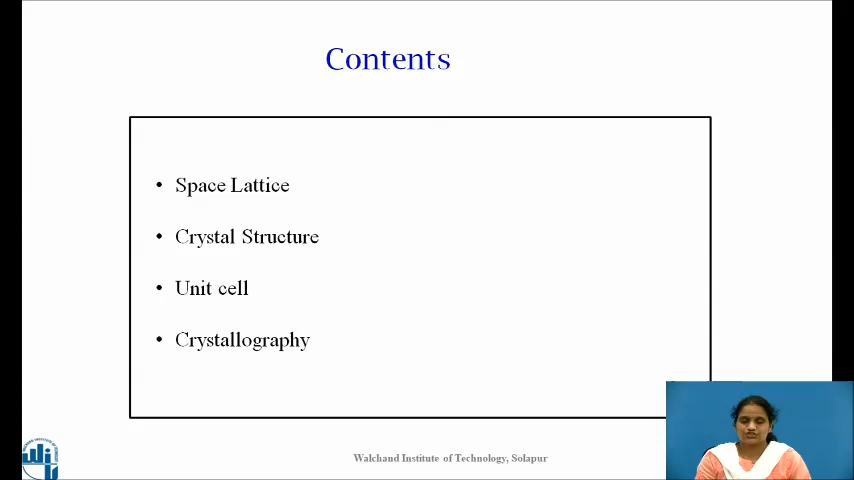 Contents
• Space Lattice
• Crystal Structure
• Unit cell
• Crystallography
Walchand Institute of Technology, Solapur